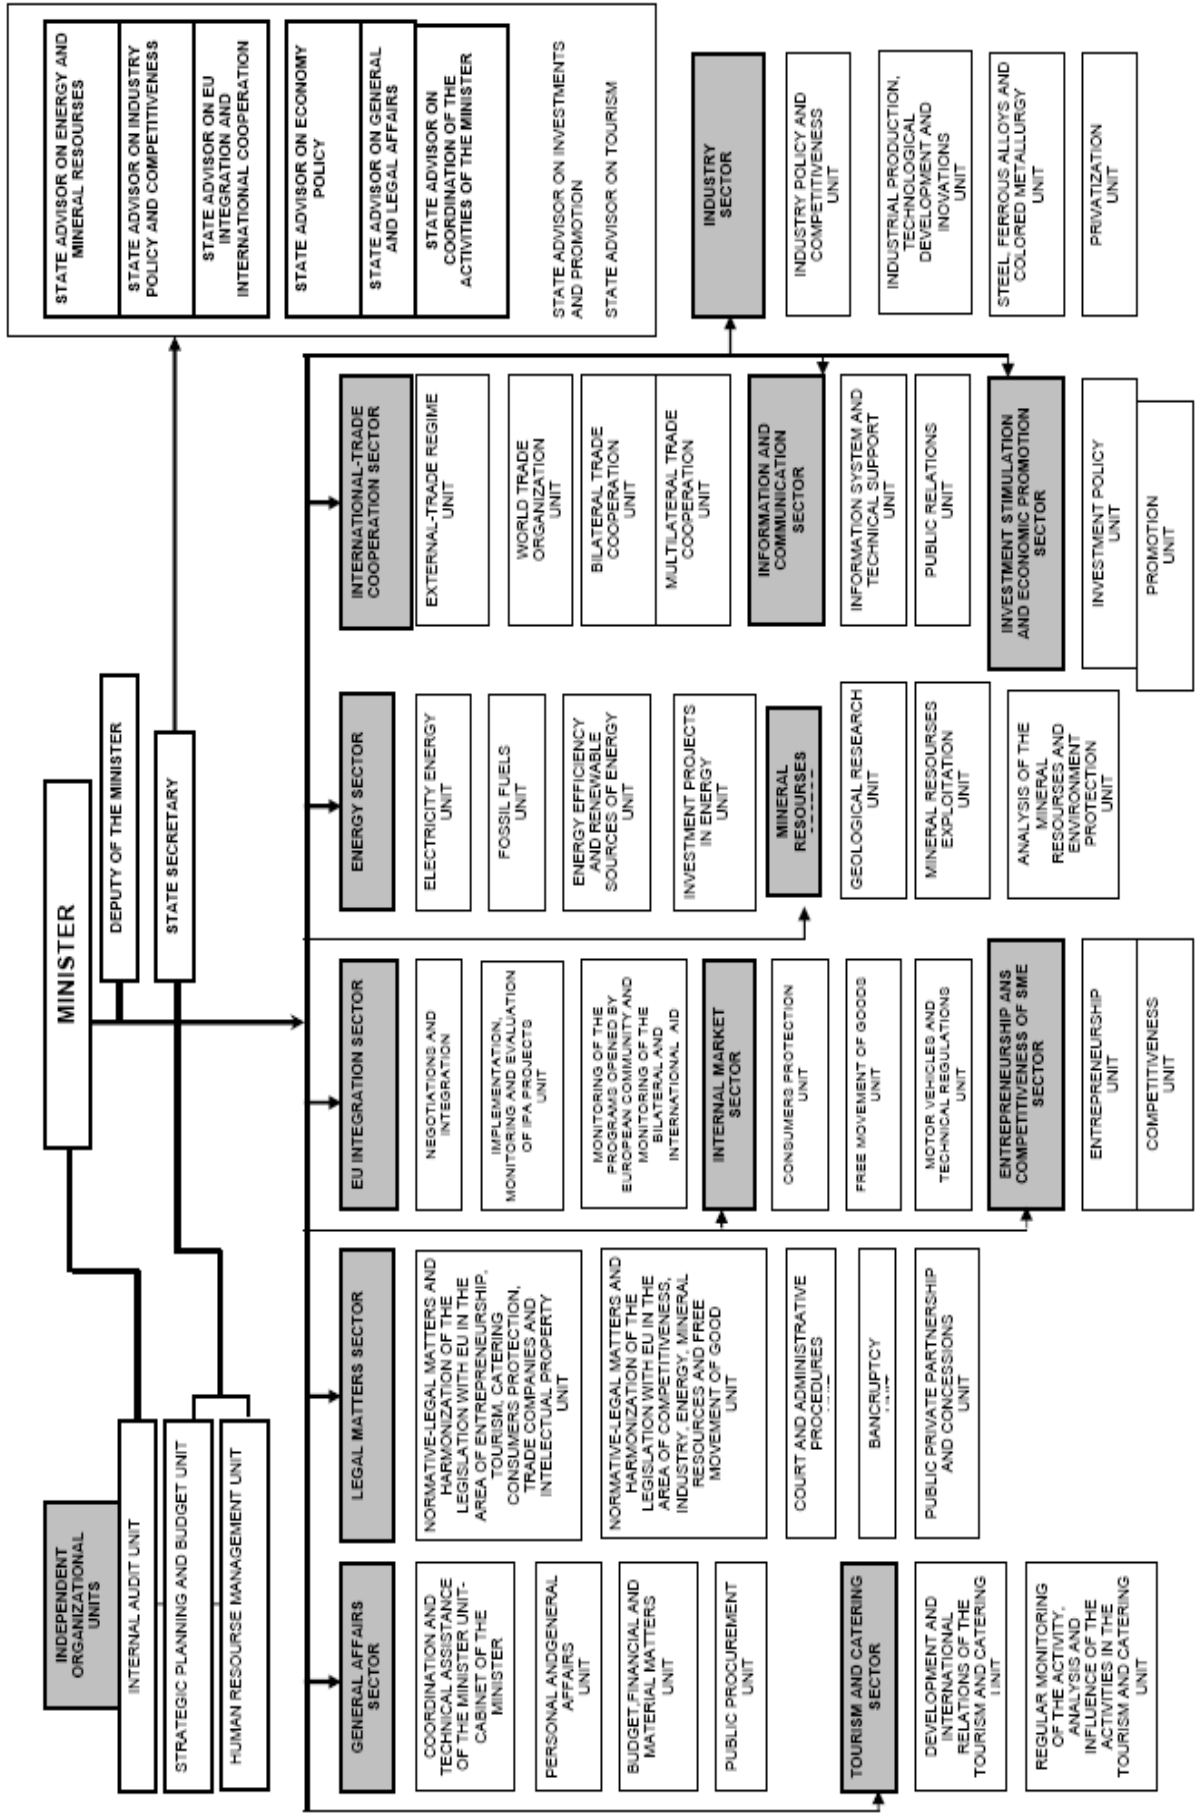 MINISTER
DEPUTY OF THE MINISTER
STATE SECRETARY
INDEPENDENT
ORGANIZATIONAL
UNITS
INTERNAL AUDIT UNIT
STRATEGIC PLANNING AND BUDGET UNIT
HUMAN RESOURSE MANAGEMENT UNIT
STATE ADVISOR ON ENERGY AND
MINERAL RESOURSES
STATE ADVISOR ON INDUSTRY
POLICY AND COMPETITIVENESS
STATE ADVISOR ON EU
INTEGRATION AND
INTERNATIONAL COOPERATION
STATE ADVISOR ON ECONOMY
POLICY
STATE ADVISOR ON GENERAL
AND LEGAL AFFAIRS
STATE ADVISOR ON
COORDINATION OF THE
ACTIVITIES OF THE MINISTER
STATE ADVISOR ON INVESTMENTS
AND PROMOTION
STATE ADVISOR ON TOURISM
GENERAL AFFAIRS
SECTOR
COORDINATION AND
TECHNICAL ASSISTANCE
OF THE MINISTER UNIT-
CABINET OF THE
MINISTER
PERSONAL ANDGENERAL
AFFAIRS
UNIT
BUDGET,FINANCIAL AND
MATERIAL MATTERS
UNIT
PUBLIC PROCUREMENT
UNIT
TOURISM AND CATERING
SECTOR
DEVELOPMENT AND
INTERNATIONAL
RELATIONS OF THE
TOURISM AND CATERING
UNIT
REGULAR MONITORING
OF THE ACTIVITY,
ANALYSIS AND
INFLUENCE OF THE
ACTIVITIES IN THE
TOURISM AND CATERING
UNIT
LEGAL MATTERS SECTOR
NORMATIVE-LEGAL MATTERS AND
HARMONIZATION OF THE
LEGISLATION WITH EU IN THE
AREA OF ENTREPRENEURSHIP,
TOURISM, CATERING
CONSUMERS PROTECTION,
TRADE COMPANIES AND
INTELECTUAL PROPERTY
UNIT
NORMATIVE-LEGAL MATTERS AND
HARMONIZATION OF THE
LEGISLATION WITH EU IN THE
AREA OF COMPETITIVENESS,
INDUSTRY, ENERGY, MINERAL
RESOURCES AND FREE
MOVEMENT OF GOOD
UNIT
COURT AND ADMINISTRATIVE
PROCEDURES
BANCRUPTCY
PUBLIC PRIVATE PARTNERSHIP
AND CONCESSIONS
UNIT
EU INTEGRATION SECTOR
NEGOTIATIONS AND
INTEGRATION
IMPLEMENTATION,
MONITORING AND EVALUATION
OF IPA PROJECTS
UNIT
MONITORING OF THE
PROGRAMS OPENED BY
EUROPEAN COMMUNITY AND
MONITORING OF THE
BILATERAL AND
INTERNATIONAL AID
INTERNAL MARKET
SECTOR
CONSUMERS PROTECTION
UNIT
FREE MOVEMENT OF GOODS
UNIT
MOTOR VEHICLES AND
TECHNICAL REGULATIONS
UNIT
ENTREPRENEURSHIP ANS
COMPETITIVENESS OF SME
SECTOR
ENTREPRENEURSHIP
UNIT
COMPETITIVENESS
UNIT
ENERGY SECTOR
ELECTRICITY ENERGY
UNIT
FOSSIL FUELS
UNIT
ENERGY EFFICIENCY
AND RENEWABLE
SOURCES OF ENERGY
UNIT
INVESTMENT PROJECTS
IN ENERGY
UNIT
MINERAL
RESOURSES
GEOLOGICAL RESEARCH
UNIT
MINERAL RESOURSES
EXPLOITATION
UNIT
ANALYSIS OF THE
MINERAL
RESOURSES AND
ENVIRONMENT
PROTECTION
UNIT
INTERNATIONAL-TRADE
COOPERATION SECTOR
EXTERNAL-TRADE REGIME
UNIT
WORLD TRADE
ORGANIZATION
UNIT
BILATERAL TRADE
COOPERATION
UNIT
MULTILATERAL TRADE
COOPERATION
UNIT
INFORMATION AND
COMMUNICATION
SECTOR
INFORMATION SYSTEM AND
TECHNICAL SUPPORT
UNIT
PUBLIC RELATIONS
UNIT
INVESTMENT STIMULATION
AND ECONOMIC PROMOTION
SECTOR
INVESTMENT POLICY
UNIT
PROMOTION
UNIT
INDUSTRY
SECTOR
INDUSTRY POLICY AND
COMPETITIVENESS
UNIT
INDUSTRIAL PRODUCTION,
TECHNOLOGICAL
DEVELOPMENT AND
INOVATIONS
UNIT
STEEL, FERROUS ALLOYS AND
COLORED METALLURGY
UNIT
PRIVATIZATION
UNIT